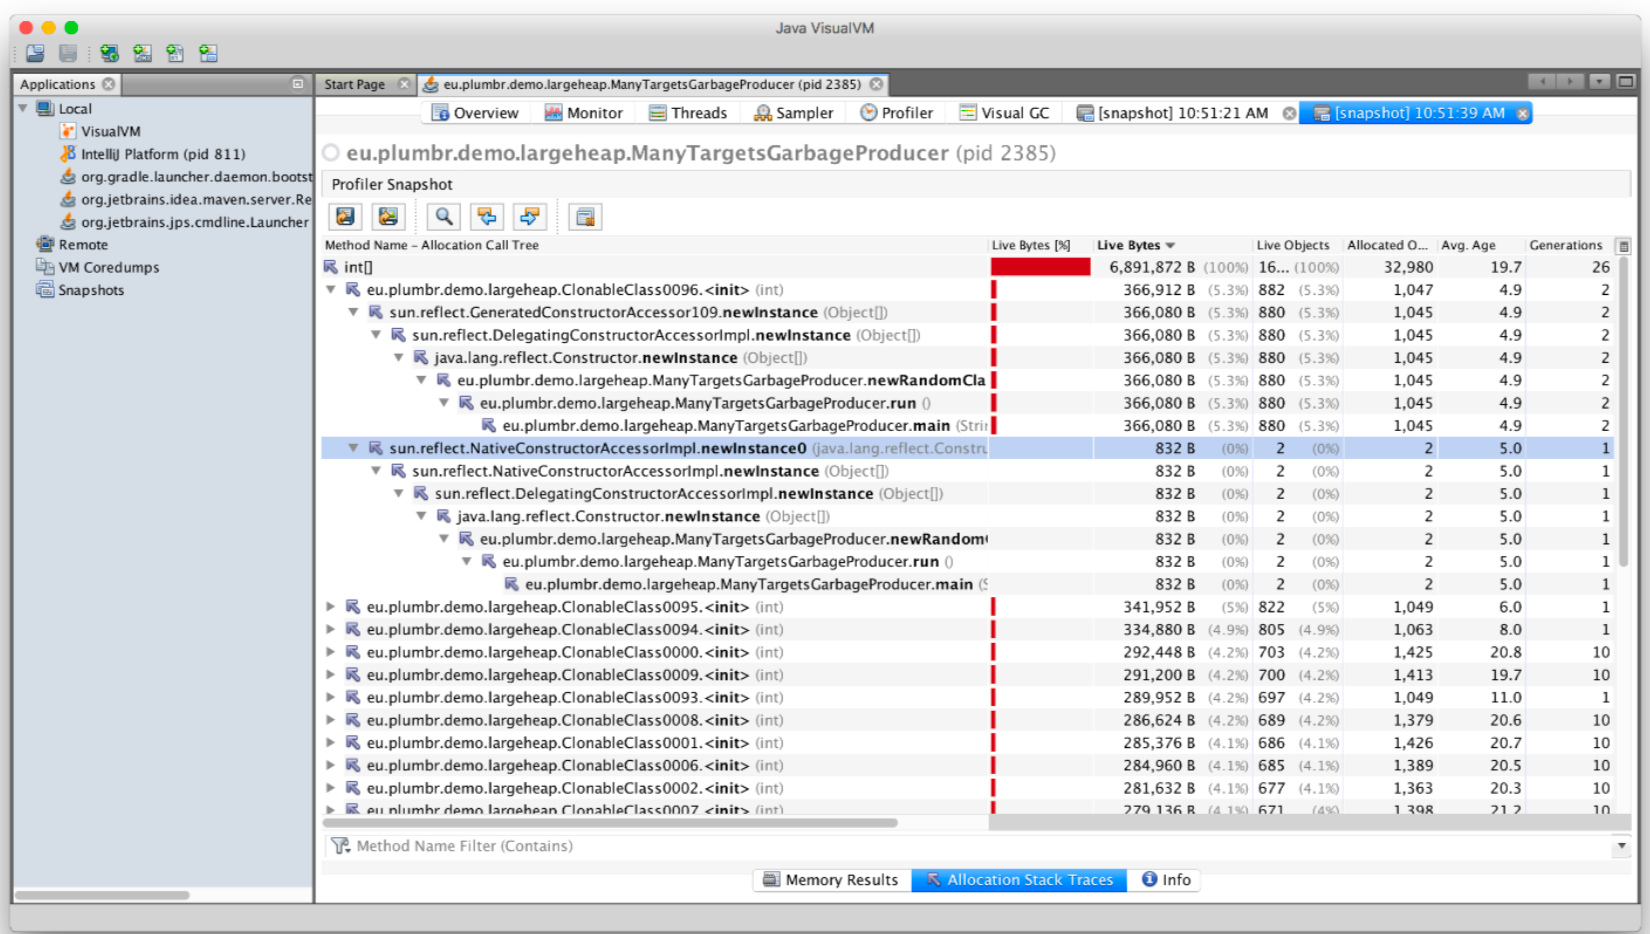 Java VisualVM
Applications
Start Page
eu.plumbr.demo.largeheap.ManyTargetsGarbageProducer (pid 2385)
Local
VisualVM
IntelliJ Platform (pid 811)
org.gradle.launcher.daemon.bootst
org.jetbrains.idea.maven.server.Re
org.jetbrains.jps.cmdline.Launcher
Remote
VM Coredumps
Snapshots
Overview Monitor Threads Sampler Profiler Visual GC [snapshot] 10:51:21 AM [snapshot] 10:51:39 AM
eu.plumbr.demo.largeheap.ManyTargetsGarbageProducer (pid 2385)
Profiler Snapshot
Method Name – Allocation Call Tree Live Bytes [%] Live Bytes Live Objects Allocated O... Avg. Age Generations
int[] 6,891,872 B (100%) 16... (100%) 32,980 19.7 26
eu.plumbr.demo.largeheap.ClonableClass0096.<init> (int) 366,912 B (5.3%) 882 (5.3%) 1,047 4.9 2
sun.reflect.GeneratedConstructorAccessor109.newInstance (Object[]) 366,080 B (5.3%) 880 (5.3%) 1,045 4.9 2
sun.reflect.DelegatingConstructorAccessorImpl.newInstance (Object[]) 366,080 B (5.3%) 880 (5.3%) 1,045 4.9 2
java.lang.reflect.Constructor.newInstance (Object[]) 366,080 B (5.3%) 880 (5.3%) 1,045 4.9 2
eu.plumbr.demo.largeheap.ManyTargetsGarbageProducer.newRandomCla 366,080 B (5.3%) 880 (5.3%) 1,045 4.9 2
eu.plumbr.demo.largeheap.ManyTargetsGarbageProducer.run () 366,080 B (5.3%) 880 (5.3%) 1,045 4.9 2
eu.plumbr.demo.largeheap.ManyTargetsGarbageProducer.main (Strin 366,080 B (5.3%) 880 (5.3%) 1,045 4.9 2
sun.reflect.NativeConstructorAccessorImpl.newInstance0 (java.lang.reflect.Constru 832 B (0%) 2 (0%) 2 5.0 1
sun.reflect.NativeConstructorAccessorImpl.newInstance (Object[]) 832 B (0%) 2 (0%) 2 5.0 1
sun.reflect.DelegatingConstructorAccessorImpl.newInstance (Object[]) 832 B (0%) 2 (0%) 2 5.0 1
java.lang.reflect.Constructor.newInstance (Object[]) 832 B (0%) 2 (0%) 2 5.0 1
eu.plumbr.demo.largeheap.ManyTargetsGarbageProducer.newRandom 832 B (0%) 2 (0%) 2 5.0 1
eu.plumbr.demo.largeheap.ManyTargetsGarbageProducer.run () 832 B (0%) 2 (0%) 2 5.0 1
eu.plumbr.demo.largeheap.ManyTargetsGarbageProducer.main (S 832 B (0%) 2 (0%) 2 5.0 1
eu.plumbr.demo.largeheap.ClonableClass0095.<init> (int) 341,952 B (5%) 822 (5%) 1,049 6.0 1
eu.plumbr.demo.largeheap.ClonableClass0094.<init> (int) 334,880 B (4.9%) 805 (4.9%) 1,063 8.0 1
eu.plumbr.demo.largeheap.ClonableClass0000.<init> (int) 292,448 B (4.2%) 703 (4.2%) 1,425 20.8 10
eu.plumbr.demo.largeheap.ClonableClass0009.<init> (int) 291,200 B (4.2%) 700 (4.2%) 1,413 19.7 10
eu.plumbr.demo.largeheap.ClonableClass0093.<init> (int) 289,952 B (4.2%) 697 (4.2%) 1,049 11.0 1
eu.plumbr.demo.largeheap.ClonableClass0008.<init> (int) 286,624 B (4.2%) 689 (4.2%) 1,379 20.6 10
eu.plumbr.demo.largeheap.ClonableClass0001.<init> (int) 285,376 B (4.1%) 686 (4.1%) 1,426 20.7 10
eu.plumbr.demo.largeheap.ClonableClass0006.<init> (int) 284,960 B (4.1%) 685 (4.1%) 1,389 20.5 10
eu.plumbr.demo.largeheap.ClonableClass0002.<init> (int) 281,632 B (4.1%) 677 (4.1%) 1,363 20.3 10
eu.plumbr.demo.largeheap.ClonableClass0007.<init> (int) 279,136 B (4.1%) 671 (4%) 1,398 21.2 10
Method Name Filter (Contains)
Memory Results Allocation Stack Traces Info